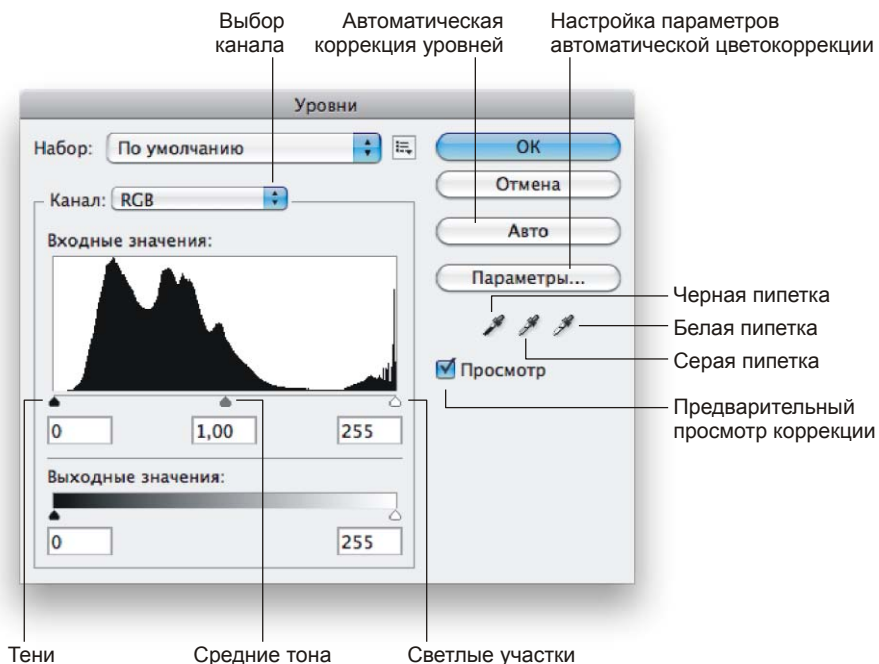 Выбор
канала
Автоматическая
коррекция уровней
Настройка параметров
автоматической цветокоррекции
Уровни
Набор: По умолчанию
Канал: RGB
Входные значения:
0 1,00 255
Выходные значения:
0 255
OK
Отмена
Авто
Параметры...
Просмотр
Черная пипетка
Белая пипетка
Серая пипетка
Предварительный
просмотр коррекции
Тени Средние тона Светлые участки